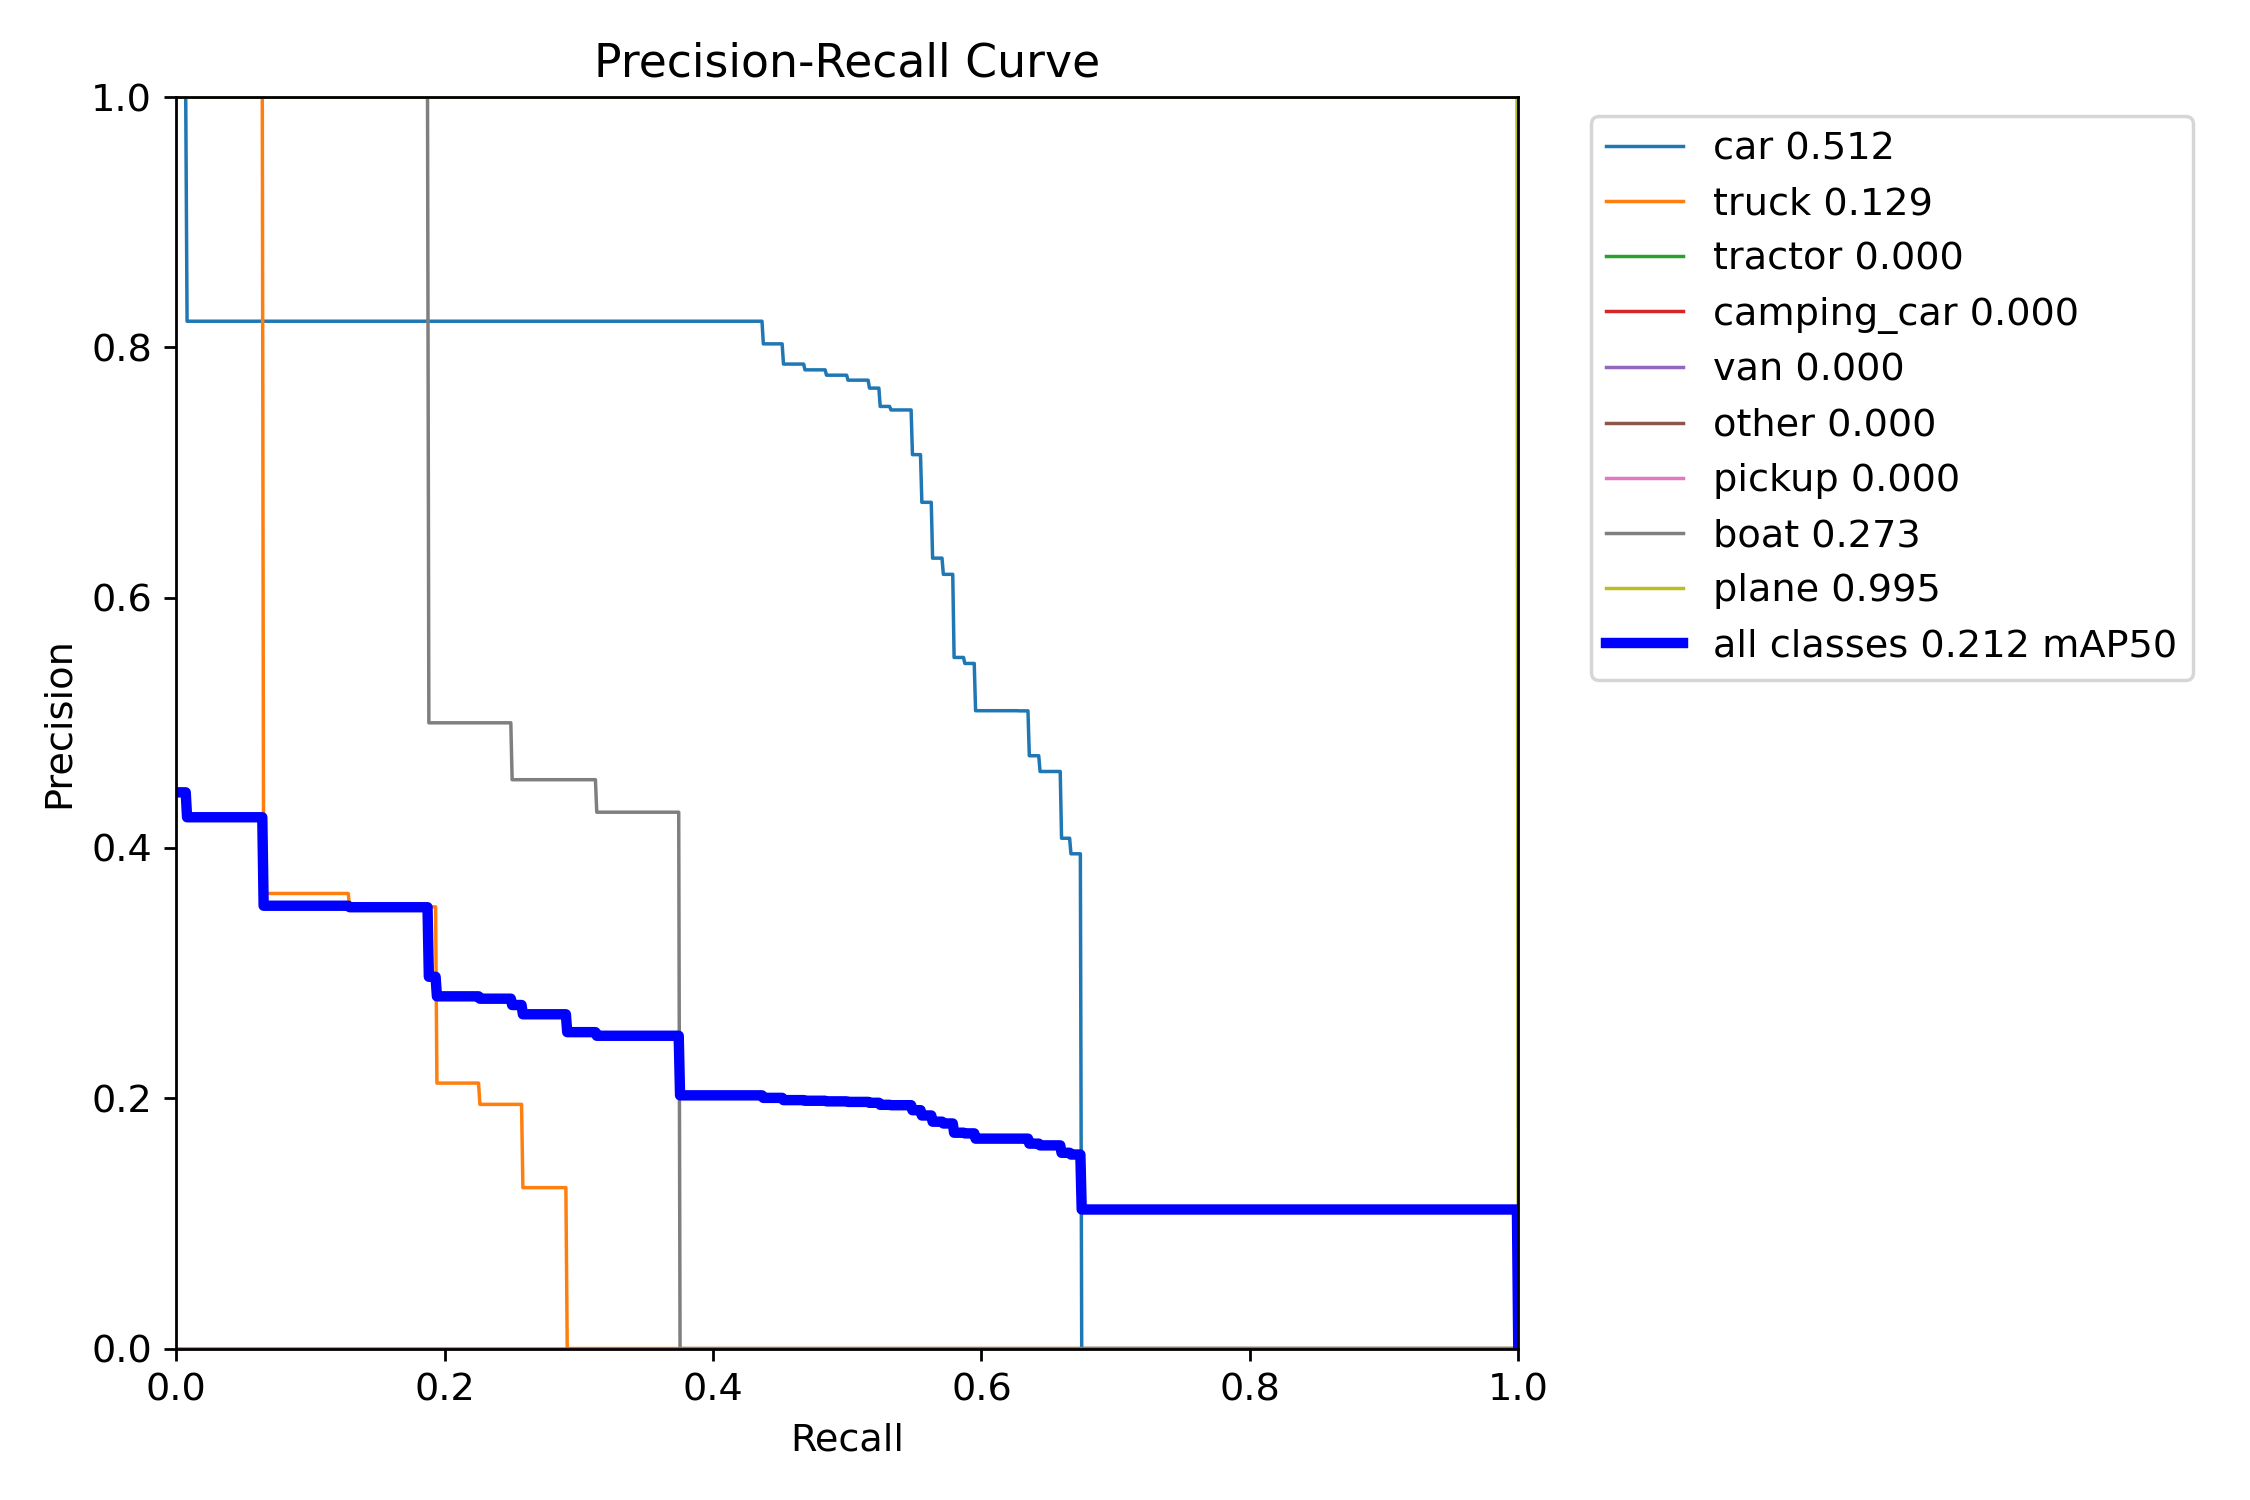 Precision-Recall Curve
1.0
0.8
0.6
0.4
0.2
0.0
Precision
0.0 0.2 0.4 0.6 0.8 1.0
Recall
car 0.512
truck 0.129
tractor 0.000
camping_car 0.000
van 0.000
other 0.000
pickup 0.000
boat 0.273
plane 0.995
all classes 0.212 mAP50